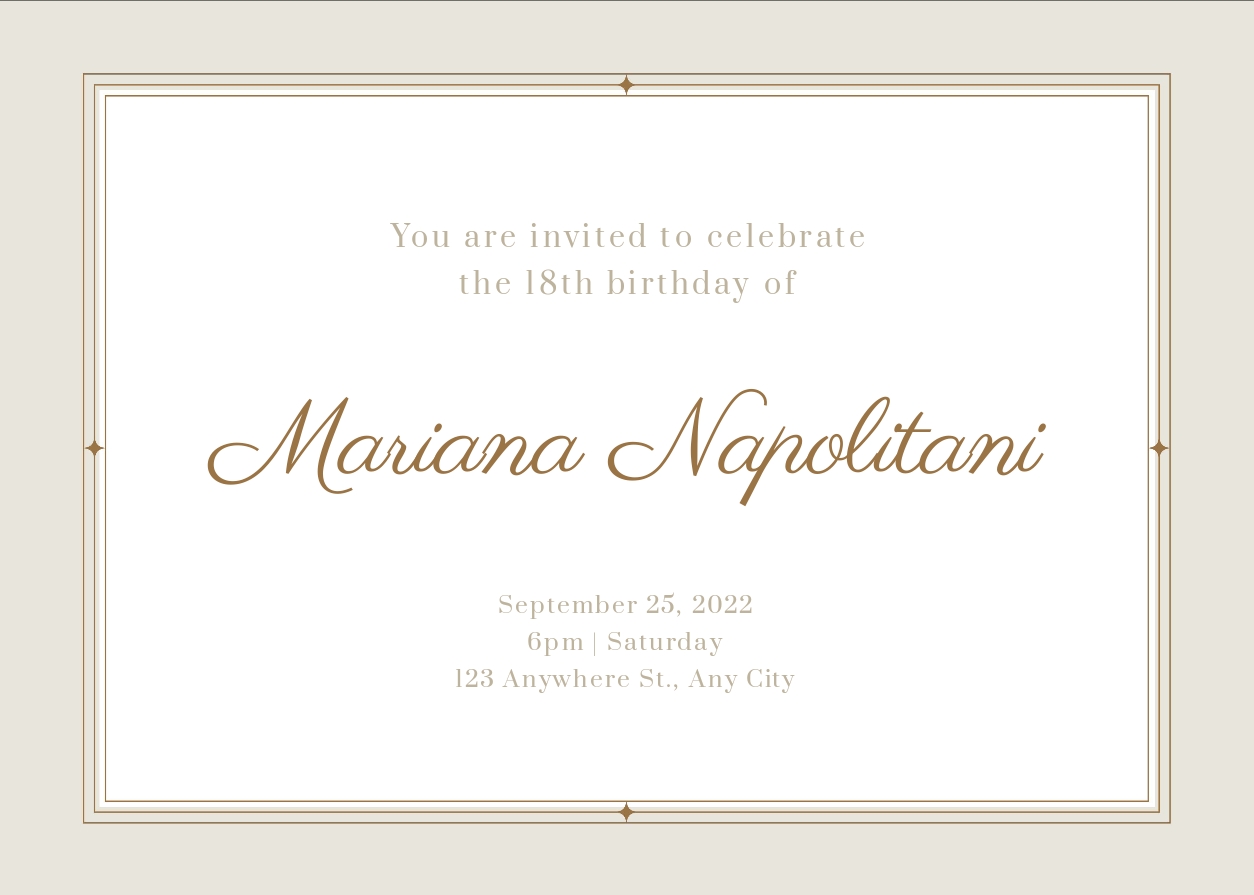 You are invited to celebrate
the 18th birthday of
Mariana Napolitani
September 25, 2022
6pm | Saturday
123 Anywhere St., Any City